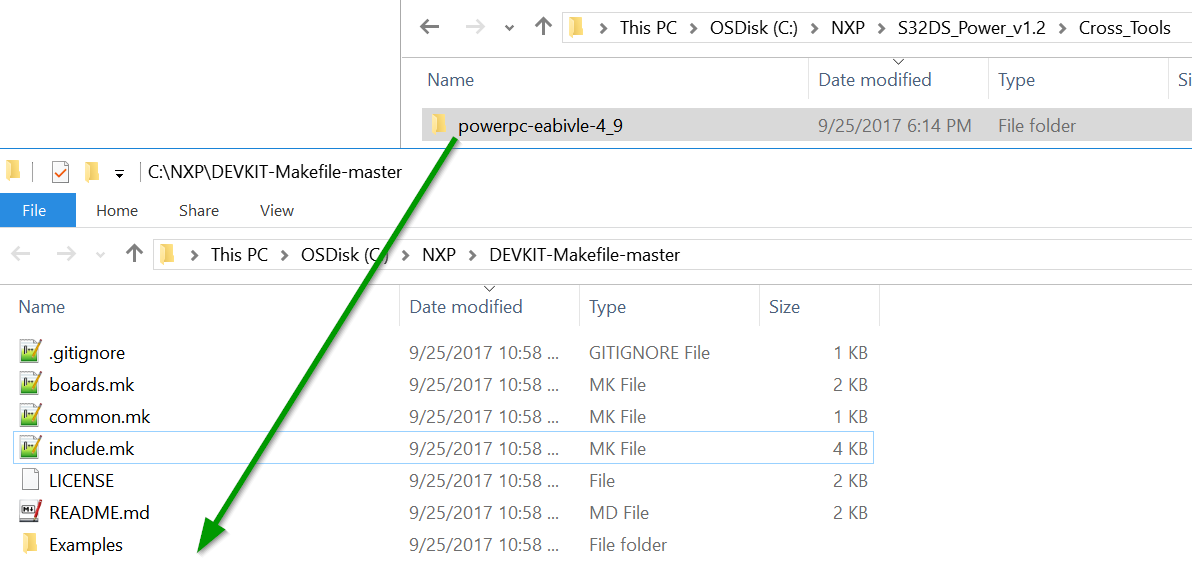 This PC > OSDisk (C:) > NXP > S32DS_Power_v1.2 > Cross_Tools
Name Date modified Type Si
powerpc-eabivle-4_9 9/25/2017 6:14 PM File folder
C:\NXP\DEVKIT-Makefile-master
File Home Share View
This PC > OSDisk (C:) > NXP > DEVKIT-Makefile-master
Name Date modified Type Size
.gitignore 9/25/2017 10:58 ... GITIGNORE File 1 KB
boards.mk 9/25/2017 10:58 ... MK File 2 KB
common.mk 9/25/2017 10:58 ... MK File 1 KB
include.mk 9/25/2017 10:58 ... MK File 4 KB
LICENSE 9/25/2017 10:58 ... File 2 KB
README.md 9/25/2017 10:58 ... MD File 2 KB
Examples 9/25/2017 10:58 ... File folder